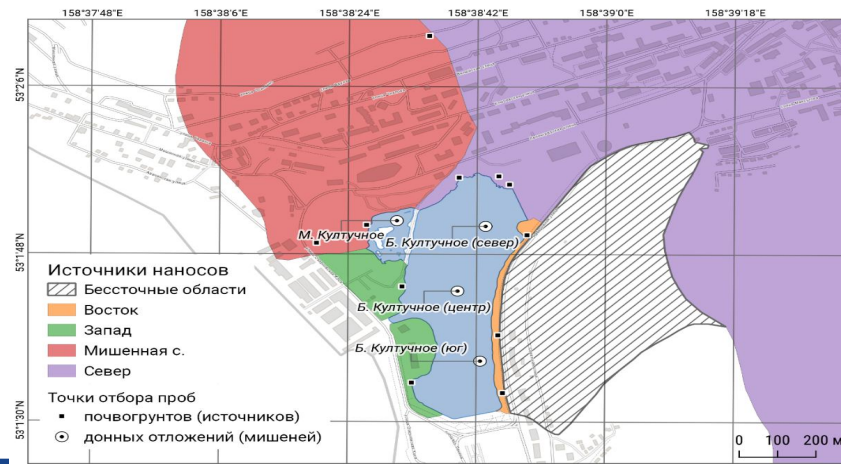 158°37'48"E 158°38'6"E 158°38'24"E 158°38'42"E 158°39'0"E 158°39'18"E
53°2'6"N
М. Култучное
Б. Култучное (север)
53°1'48"N
Источники наносов
Бессточные области
Восток
Б. Култучное (центр)
Запад
Мишенная с.
Б. Култучное (юг)
Север
Точки отбора проб
почвогрунтов (источников)
53°1'30"N
донных отложений (мишеней)
0 100 200 м